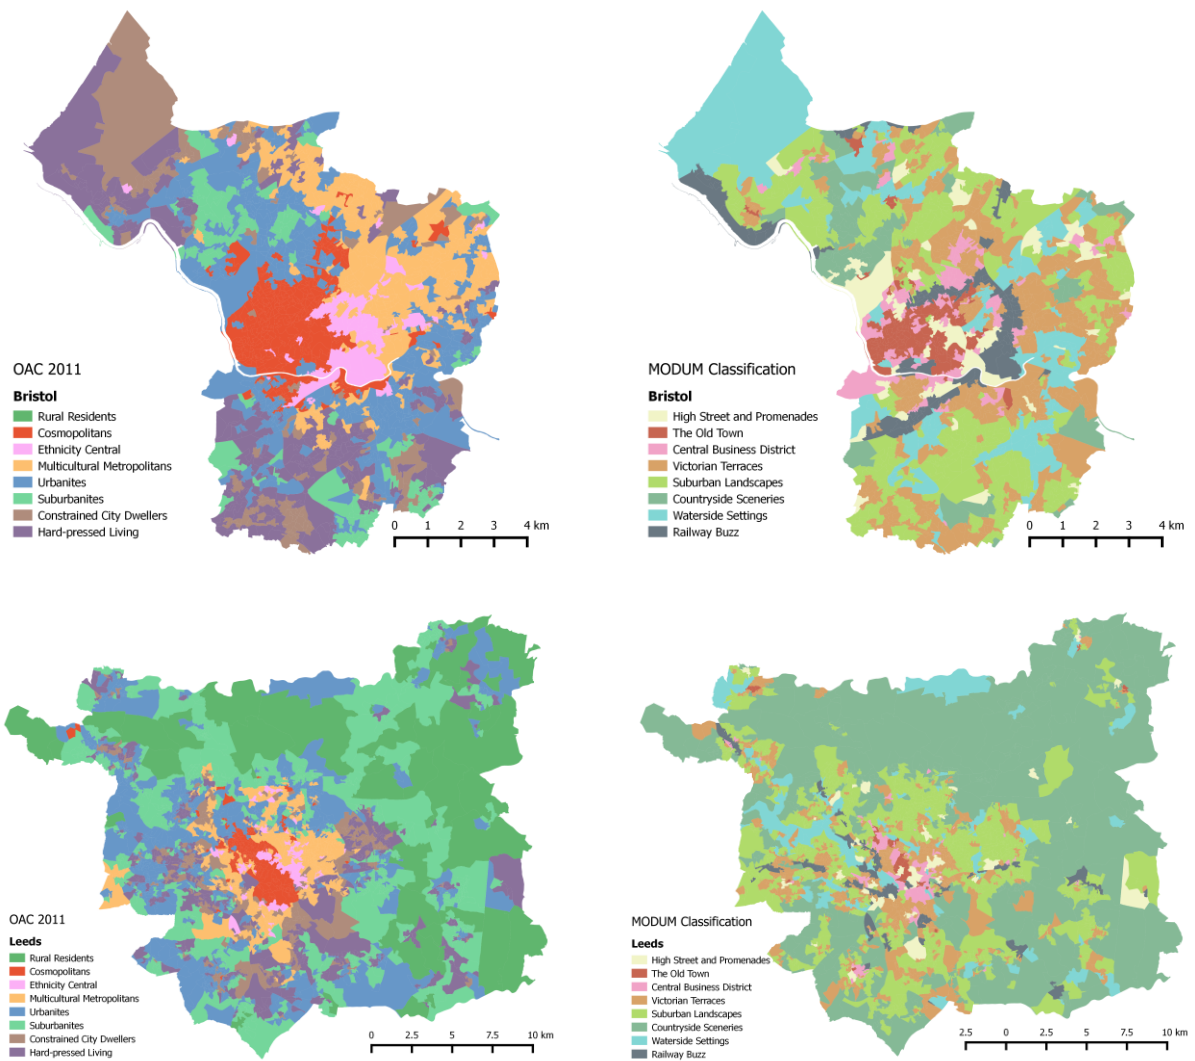 OAC 2011
Bristol
Rural Residents
Cosmopolitans
Ethnicity Central
Multicultural Metropolitans
Urbanites
Suburbanites
Constrained City Dwellers
Hard-pressed Living
0 1 2 3 4 km
MODUM Classification
Bristol
High Street and Promenades
The Old Town
Central Business District
Victorian Terraces
Suburban Landscapes
Countryside Sceneries
Waterside Settings
Railway Buzz
0 1 2 3 4 km
OAC 2011
Leeds
Rural Residents
Cosmopolitans
Ethnicity Central
Multicultural Metropolitans
Urbanites
Suburbanites
Constrained City Dwellers
Hard-pressed Living
0 2.5 5 7.5 10 km
MODUM Classification
Leeds
High Street and Promenades
The Old Town
Central Business District
Victorian Terraces
Suburban Landscapes
Countryside Sceneries
Waterside Settings
Railway Buzz
2.5 0 2.5 5 7.5 10 km